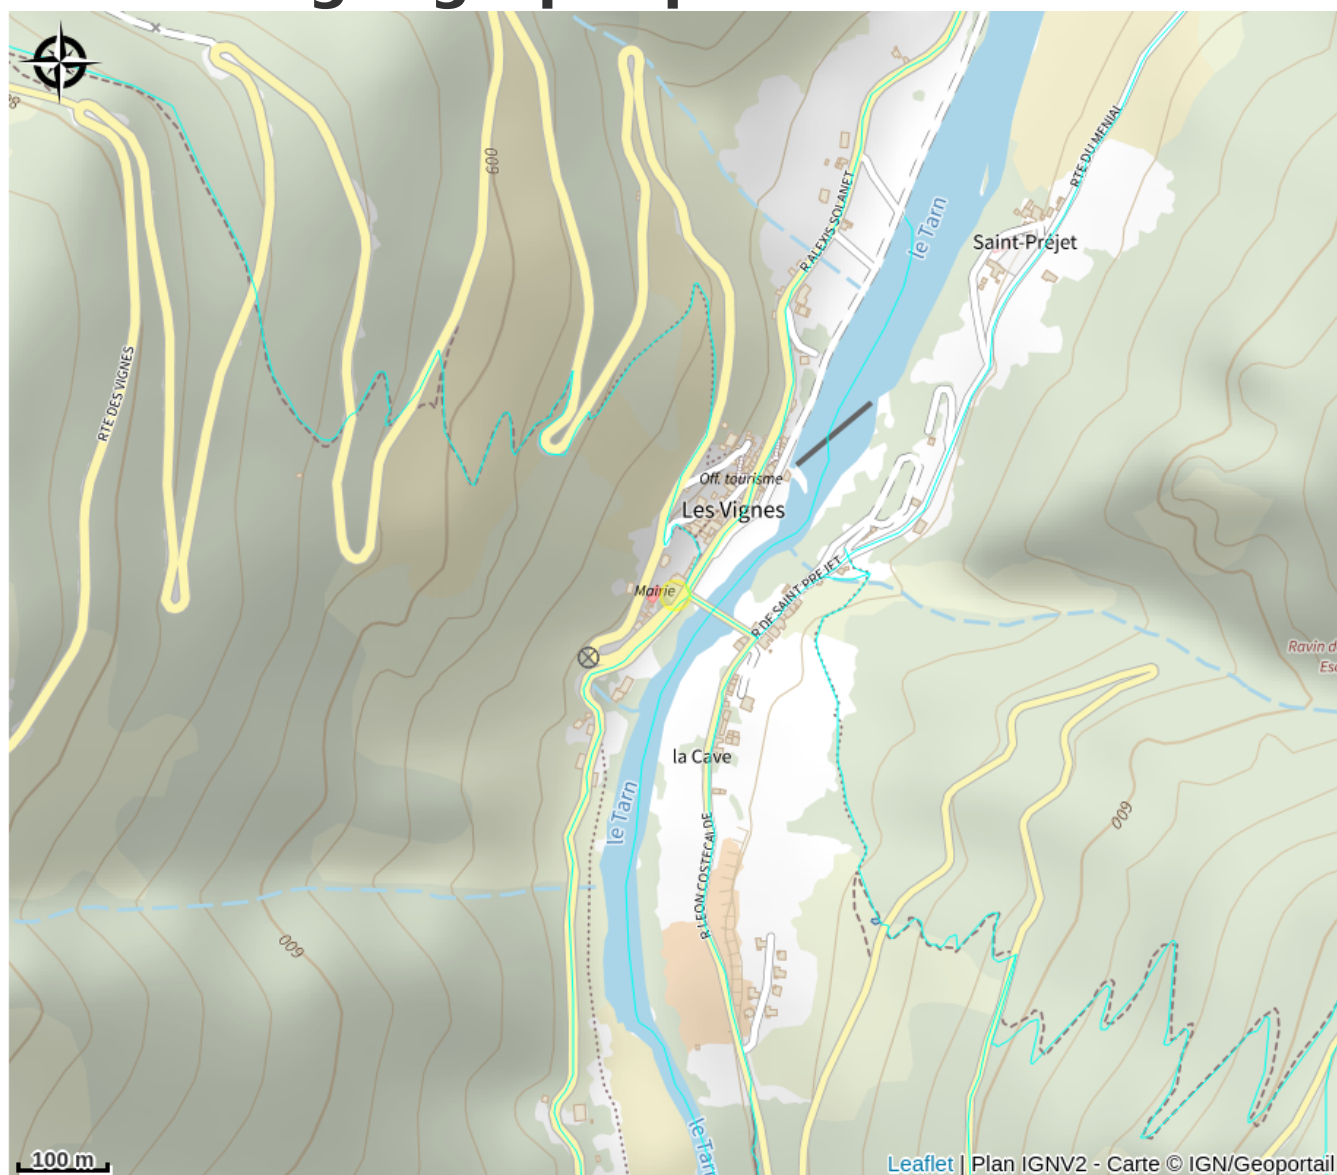 600
RTE DU MENIAL
R ALEXIS SOLANET
le Tarn
Saint-Préjet
RTE DES VIGNES
Off. tourisme
Les Vignes
Mairie
R DE SAINT PREJET
Ravin d
Esc
la Cave
le Tarn
600
R LEON COSTECALDE
600
le Tarn
100 m
Leaflet | Plan IGNV2 - Carte © IGN/Geoportail